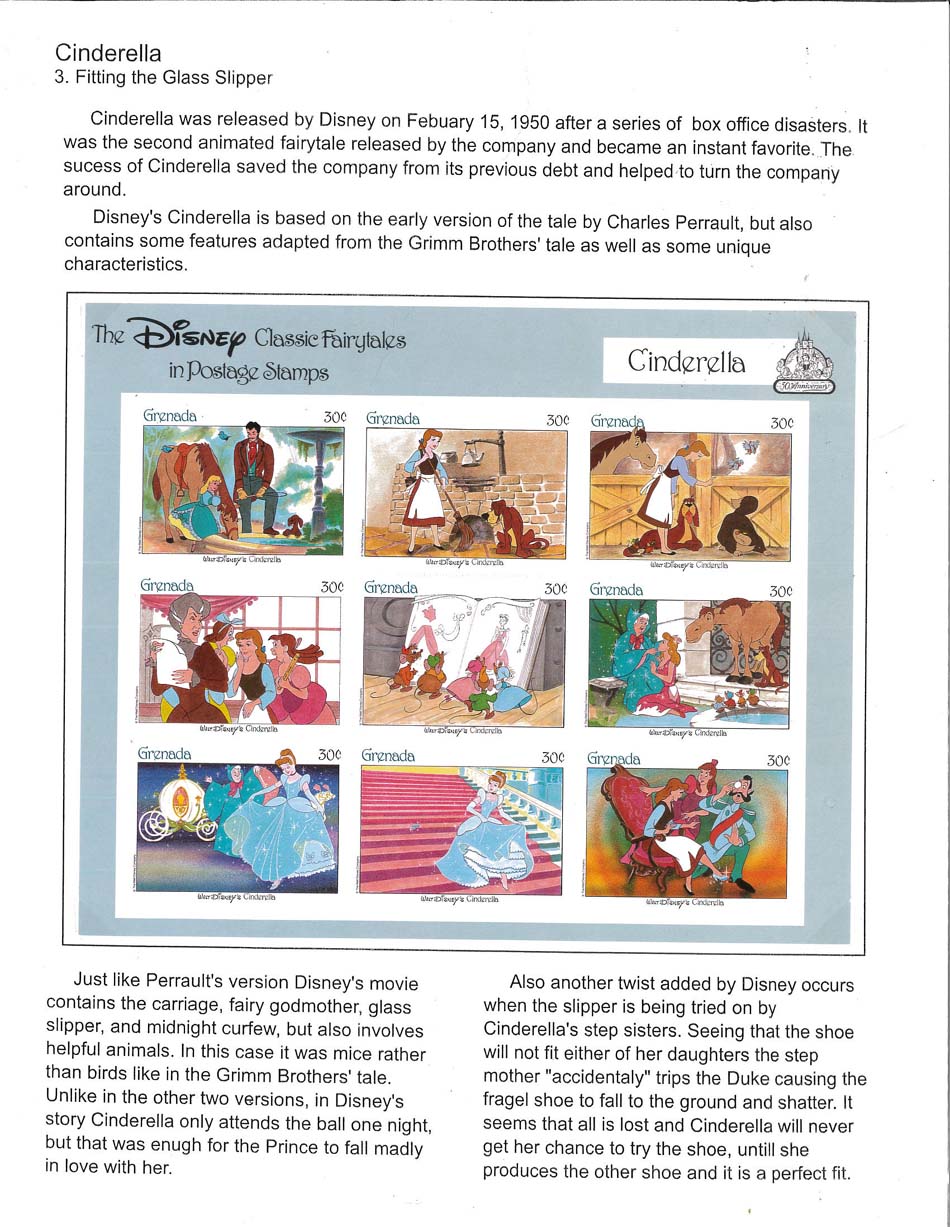 Cinderella
3. Fitting the Glass Slipper
Cinderella was released by Disney on Febuary 15, 1950 after a series of box office disasters. It
was the second animated fairytale released by the company and became an instant favorite. The
sucess of Cinderella saved the company from its previous debt and helped to turn the company
around.
Disney's Cinderella is based on the early version of the tale by Charles Perrault, but also
contains some features adapted from the Grimm Brothers' tale as well as some unique
characteristics.
The Disney Classic Fairytales
in Postage Stamps
Cinderella
50th Anniversary
Grenada 30¢
Grenada 30¢
Grenada 30¢
Walt Disney's Cinderella
Walt Disney's Cinderella
Walt Disney's Cinderella
Grenada 30¢
Grenada 30¢
Grenada 30¢
Walt Disney's Cinderella
Walt Disney's Cinderella
Walt Disney's Cinderella
Grenada 30¢
Grenada 30¢
Grenada 30¢
Walt Disney's Cinderella
Walt Disney's Cinderella
Walt Disney's Cinderella
Just like Perrault's version Disney's movie
contains the carriage, fairy godmother, glass
slipper, and midnight curfew, but also involves
helpful animals. In this case it was mice rather
than birds like in the Grimm Brothers' tale.
Unlike in the other two versions, in Disney's
story Cinderella only attends the ball one night,
but that was enugh for the Prince to fall madly
in love with her.
Also another twist added by Disney occurs
when the slipper is being tried on by
Cinderella's step sisters. Seeing that the shoe
will not fit either of her daughters the step
mother "accidentaly" trips the Duke causing the
fragel shoe to fall to the ground and shatter. It
seems that all is lost and Cinderella will never
get her chance to try the shoe, untill she
produces the other shoe and it is a perfect fit.